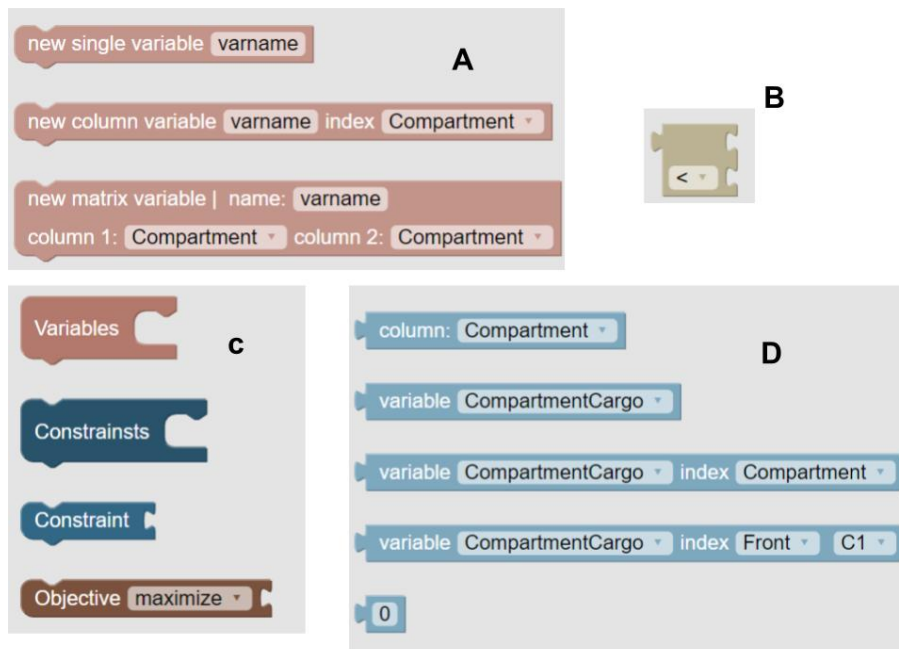 new single variable varname
A
new column variable varname index Compartment
new matrix variable | name: varname
column 1: Compartment column 2: Compartment
B
<
Variables
c
Constrainsts
Constraint
Objective maximize
column: Compartment
D
variable CompartmentCargo
variable CompartmentCargo index Compartment
variable CompartmentCargo index Front C1
0